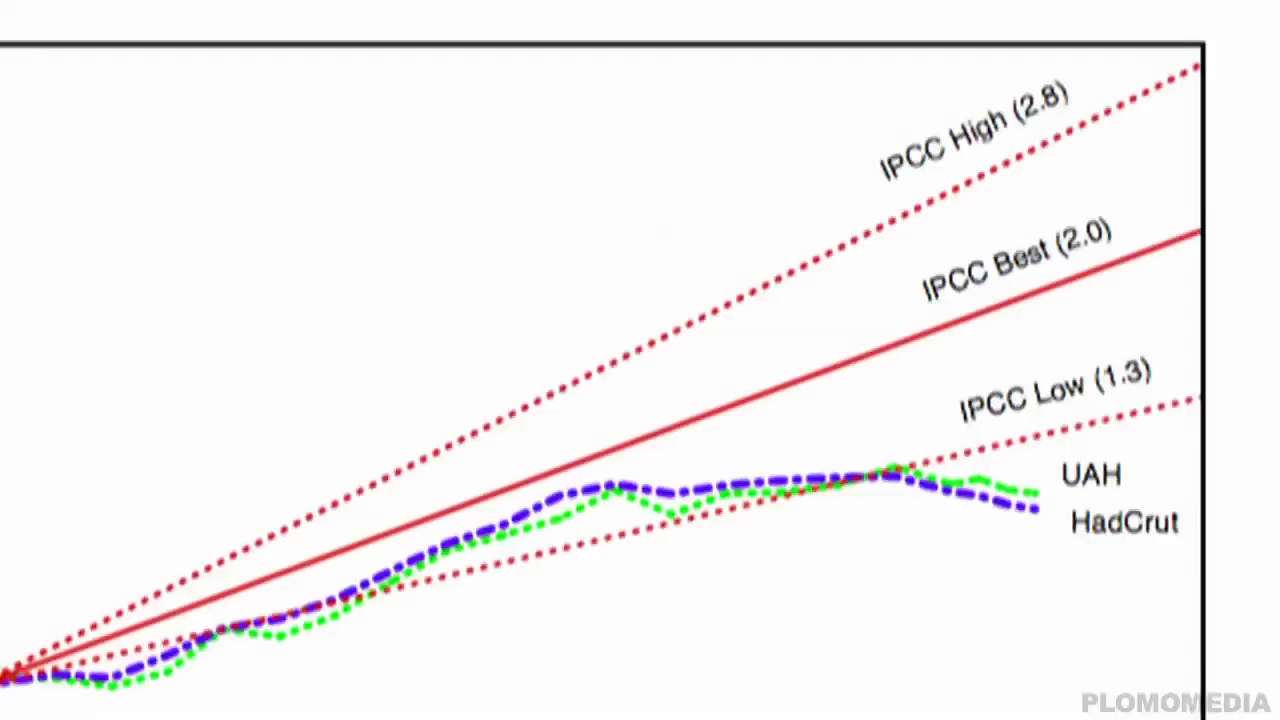 IPCC High (2.8)
IPCC Best (2.0)
IPCC Low (1.3)
UAH
HadCrut
PLOMOMEDIA